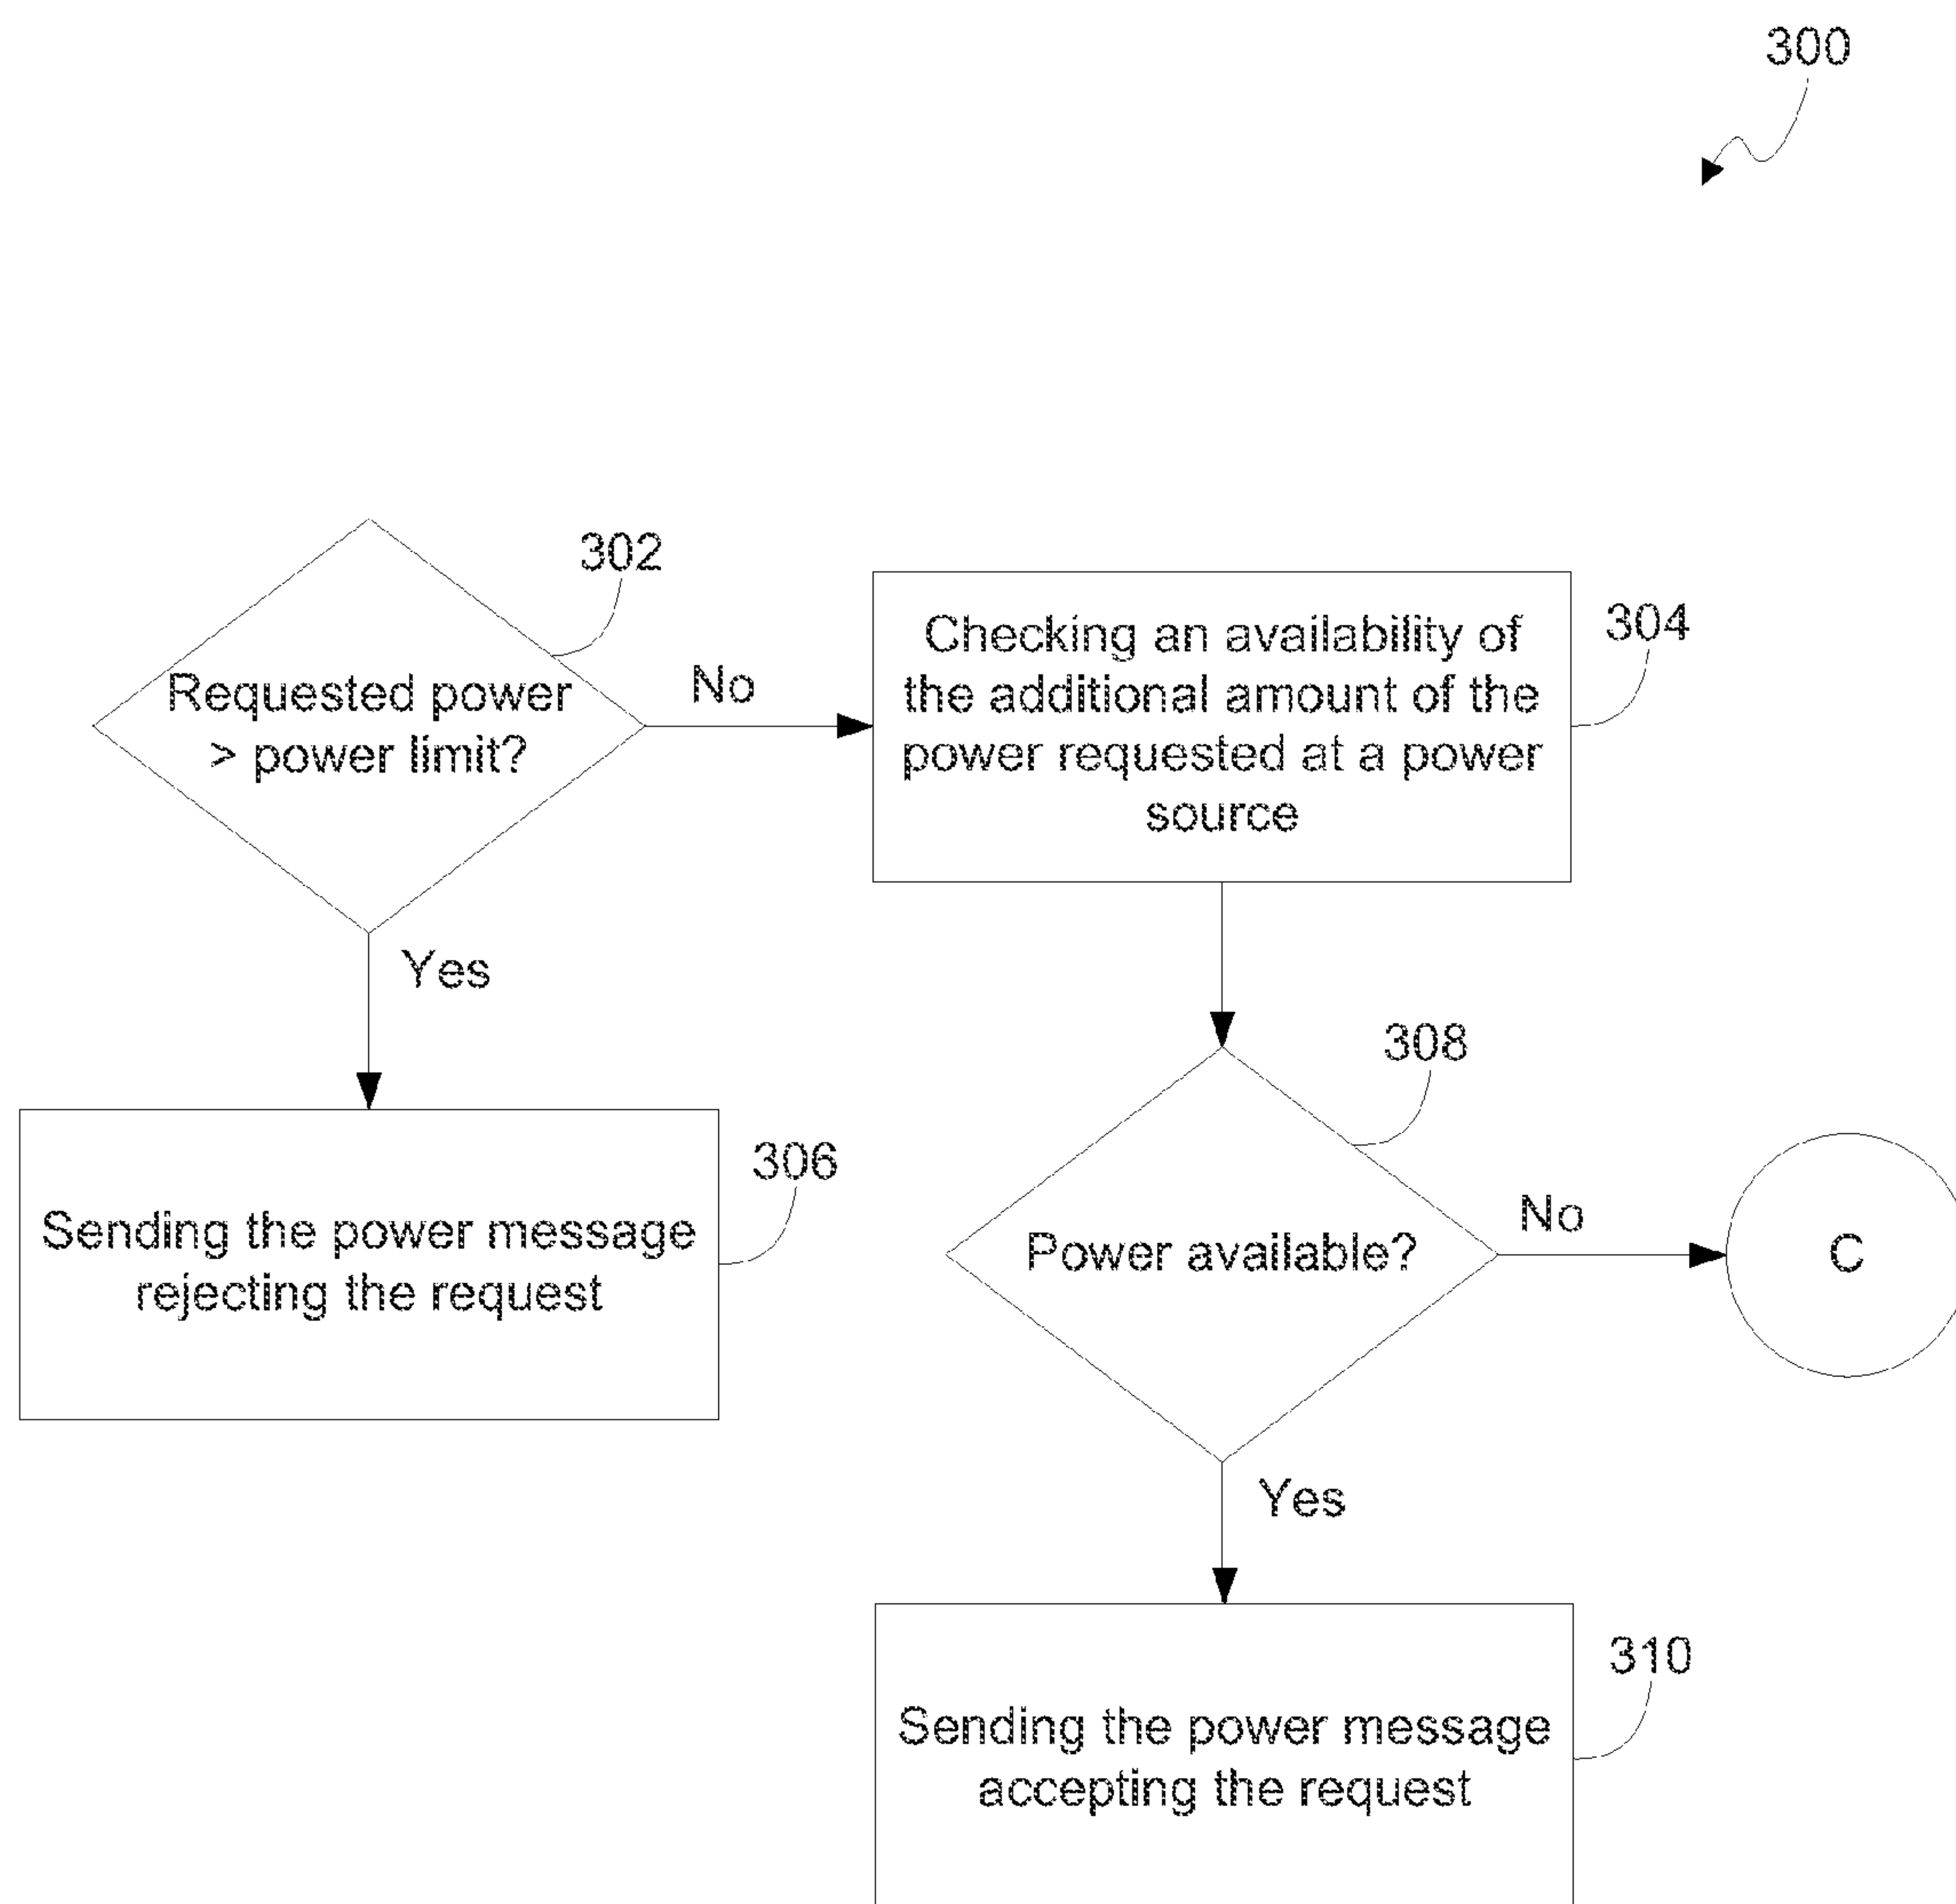 300
302
Requested power
> power limit?
No
Checking an availability of
the additional amount of the
power requested at a power
source
304
Yes
306
Sending the power message
rejecting the request
308
Power available?
No
C
Yes
310
Sending the power message
accepting the request